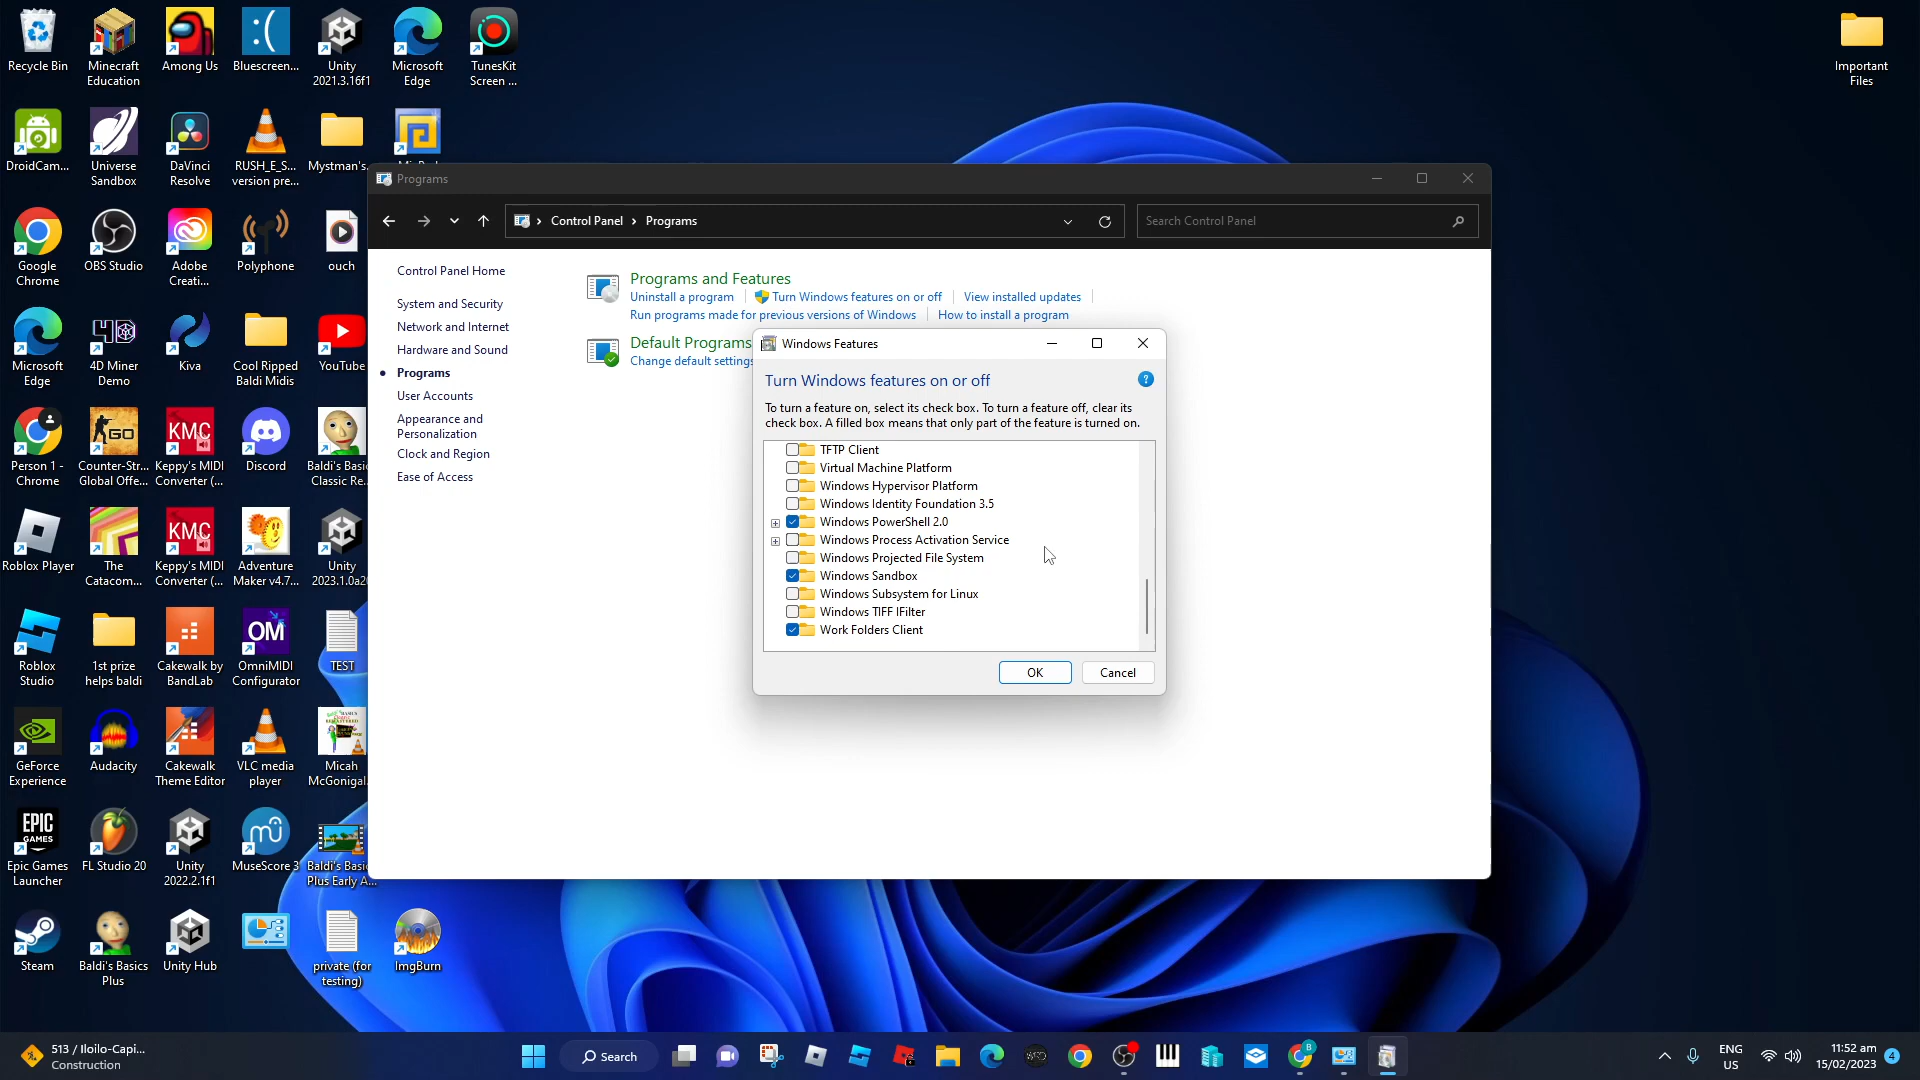 Recycle Bin
Minecraft
Education
Among Us
Bluescreen...
Unity
2021.3.16f1
Microsoft
Edge
TunesKit
Screen ...
Important
Files
DroidCam...
Universe
Sandbox
DaVinci
Resolve
RUSH_E_S...
version pre...
Mystman's
Google
Chrome
OBS Studio
Adobe
Creati...
Polyphone
ouch
Microsoft
Edge
4D Miner
Demo
Kiva
Cool Ripped
Baldi Midis
YouTube
Person 1 -
Chrome
GO
Counter-Str...
Global Offe...
KMC
Keppy's MIDI
Converter (...
Discord
Baldi's Basi
Classic Re..
Roblox Player
The
Catacom...
KMC
Keppy's MIDI
Converter (...
Adventure
Maker v4.7...
Unity
2023.1.0a20
Roblox
Studio
1st prize
helps baldi
Cakewalk by
BandLab
OM
OmniMIDI
Configurator
TEST
GeForce
Experience
Audacity
Cakewalk
Theme Editor
VLC media
player
Micah
McGonigal.
EPIC
GAMES
Epic Games
Launcher
FL Studio 20
Unity
2022.2.1f1
MuseScore 3
Baldi's Basi
Plus Early A...
Steam
Baldi's Basics
Plus
Unity Hub
private (for
testing)
ImgBurn
Programs
Control Panel
Programs
Search Control Panel
Control Panel Home
System and Security
Network and Internet
Hardware and Sound
Programs
User Accounts
Appearance and
Personalization
Clock and Region
Ease of Access
Programs and Features
Uninstall a program
Turn Windows features on or off
View installed updates
Run programs made for previous versions of Windows
How to install a program
Default Programs
Change default settings
Windows Features
Turn Windows features on or off
?
To turn a feature on, select its check box. To turn a feature off, clear its
check box. A filled box means that only part of the feature is turned on.
TFTP Client
Virtual Machine Platform
Windows Hypervisor Platform
Windows Identity Foundation 3.5
Windows PowerShell 2.0
Windows Process Activation Service
Windows Projected File System
Windows Sandbox
Windows Subsystem for Linux
Windows TIFF IFilter
Work Folders Client
OK
Cancel
513 / Iloilo-Capi...
Construction
Search
B
ENG
US
11:52 am
15/02/2023
4